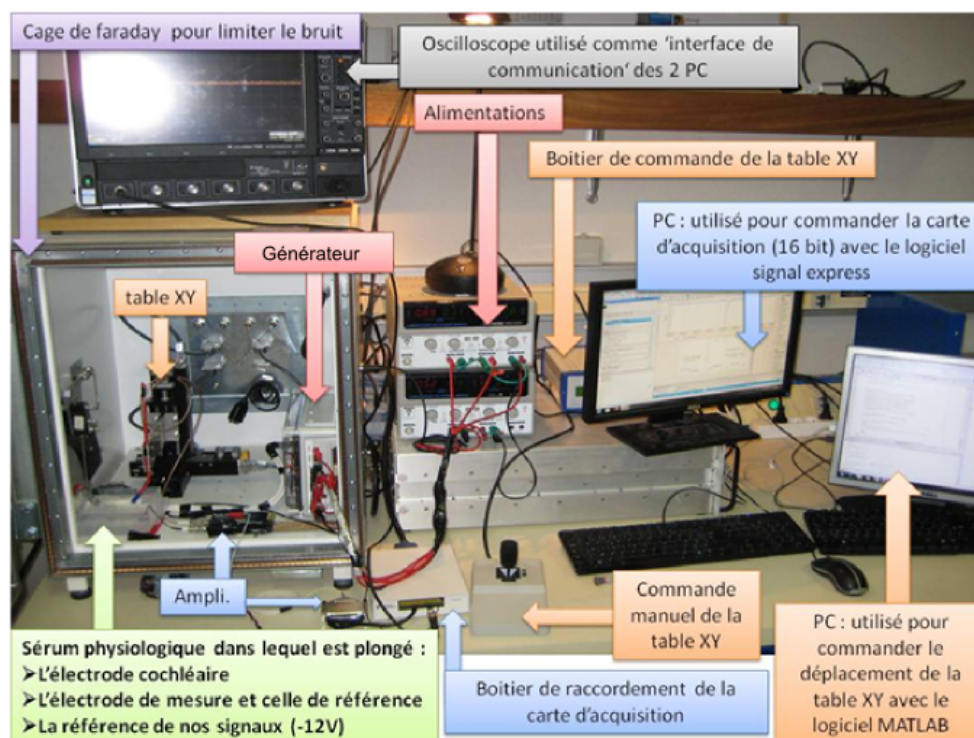 Cage de faraday pour limiter le bruit
Oscilloscope utilisé comme ‘interface de
communication‘ des 2 PC
Alimentations
Boitier de commande de la table XY
PC : utilisé pour commander la carte
d’acquisition (16 bit) avec le logiciel
signal express
Générateur
table XY
Ampli.
Commande
manuel de la
table XY
Sérum physiologique dans lequel est plongé :
➢L’électrode cochléaire
➢L’électrode de mesure et celle de référence
➢La référence de nos signaux (-12V)
Boitier de raccordement de la
carte d’acquisition
PC : utilisé pour
commander le
déplacement de la
table XY avec le
logiciel MATLAB